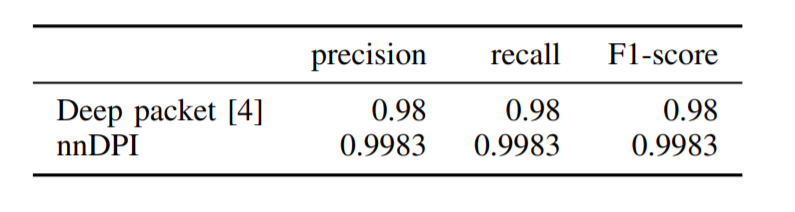 precision recall F1-score
Deep packet [4] 0.98 0.98 0.98
nnDPI 0.9983 0.9983 0.9983